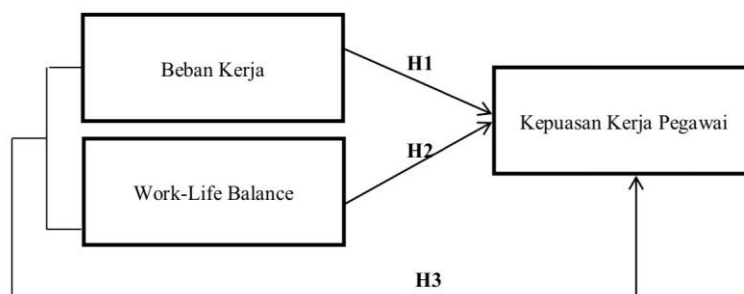 Beban Kerja
H1
Kepuasan Kerja Pegawai
H2
Work-Life Balance
H3